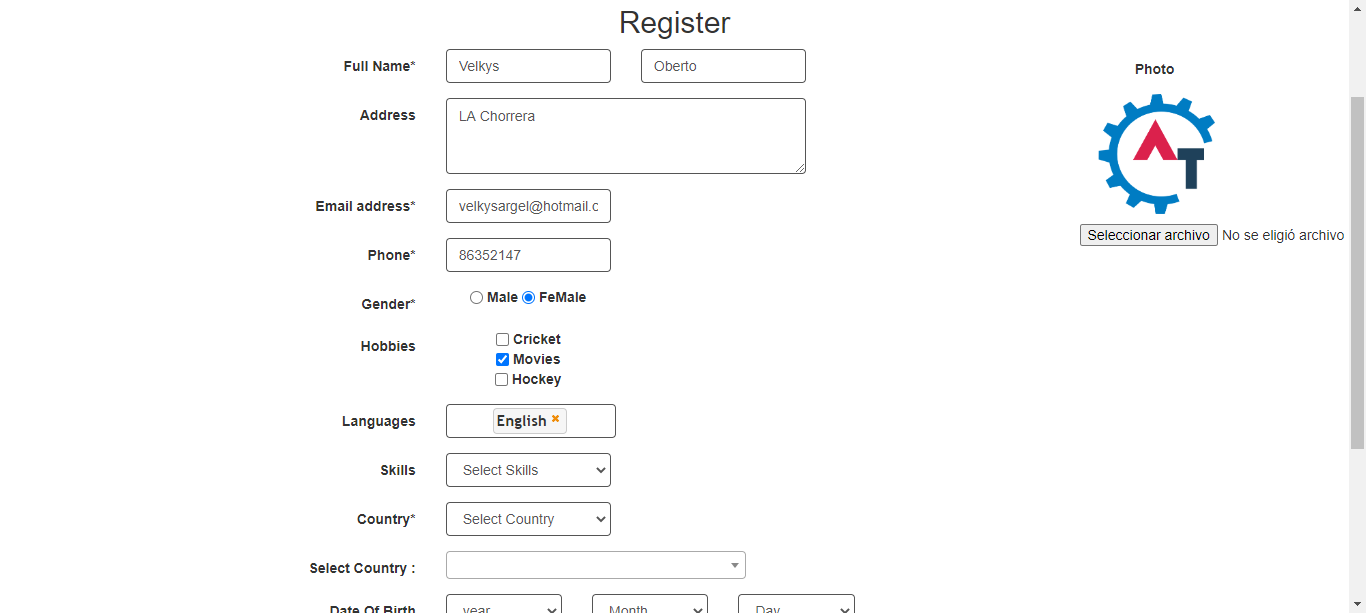 Register
Full Name* Velkys Oberto
Photo
Address LA Chorrera
AT
Email address* velkysargel@hotmail.c
Seleccionar archivo No se eligió archivo
Phone* 86352147
Gender* Male FeMale
Hobbies Cricket
Movies
Hockey
Languages English
Skills Select Skills
Country* Select Country
Select Country :
Date Of Birth year Month Day